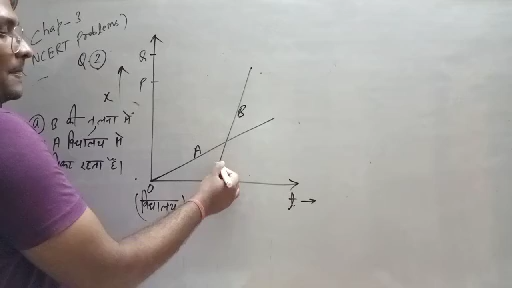 Chap-3
NCERT Problems)
Q.②
Q
P
x
B
A
ⓐ B की तुलना में
A विद्यालय में
रहता है।
O
(विद्यालय)
t →